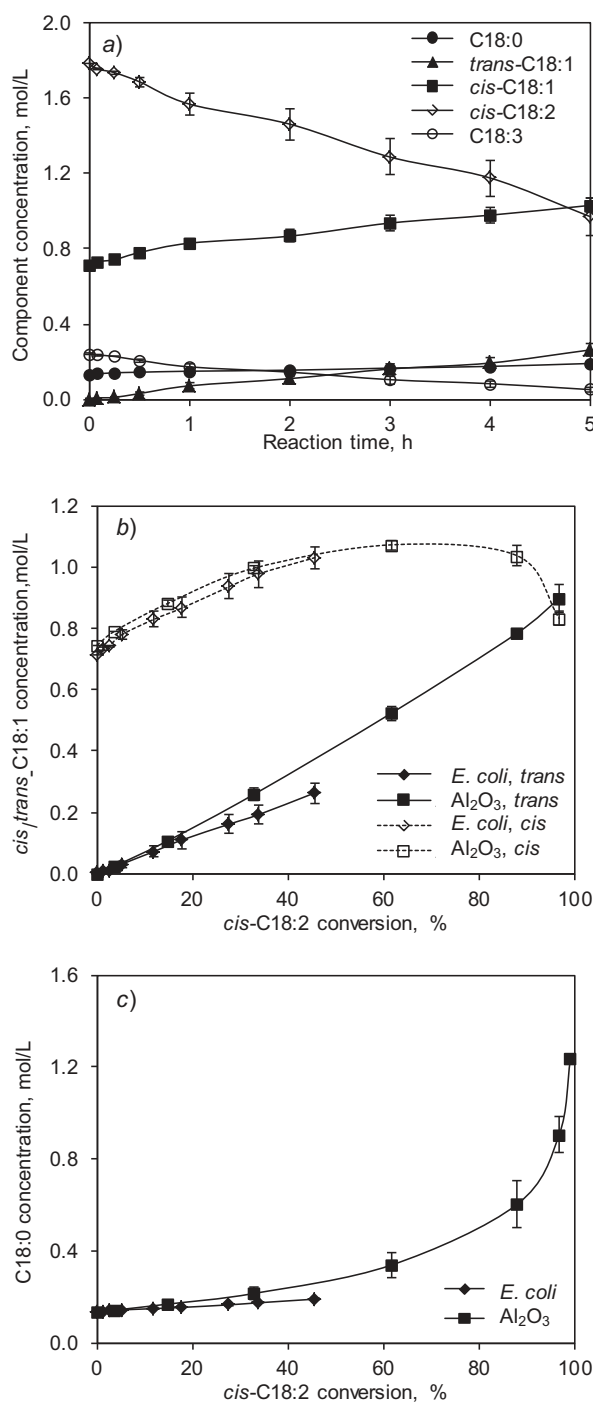 a)
C18:0
trans-C18:1
cis-C18:1
cis-C18:2
C18:3
Component concentration, mol/L
2.0
1.6
1.2
0.8
0.4
0.0
0 1 2 3 4 5
Reaction time, h
b)
cis/trans_C18:1 concentration,mol/L
1.2
1.0
0.8
0.6
0.4
0.2
0.0
E. coli, trans
Al₂O₃, trans
E. coli, cis
Al₂O₃, cis
0 20 40 60 80 100
cis-C18:2 conversion, %
c)
C18:0 concentration, mol/L
1.6
1.2
0.8
0.4
0.0
E. coli
Al₂O₃
0 20 40 60 80 100
cis-C18:2 conversion, %